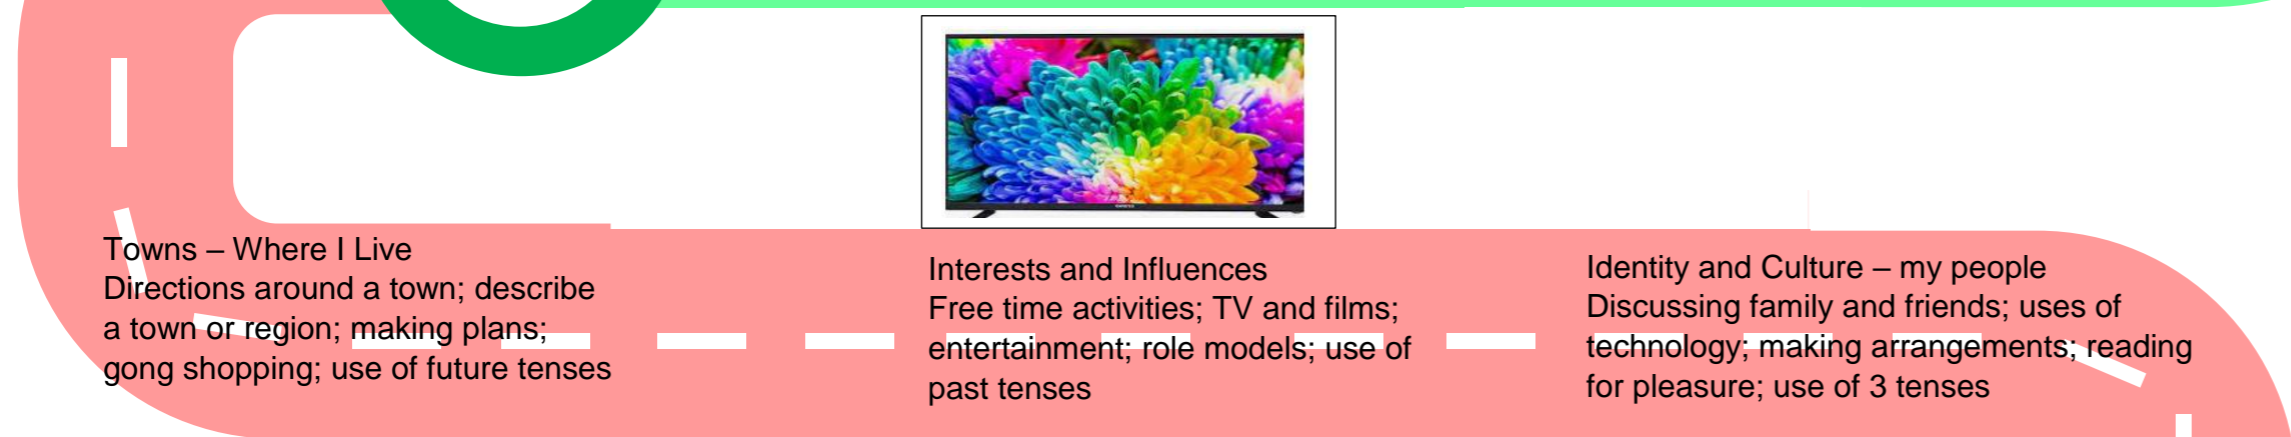 Towns – Where I Live
Directions around a town; describe
a town or region; making plans;
gong shopping; use of future tenses
Interests and Influences
Free time activities; TV and films;
entertainment; role models; use of
past tenses
Identity and Culture – my people
Discussing family and friends; uses of
technology; making arrangements; reading
for pleasure; use of 3 tenses